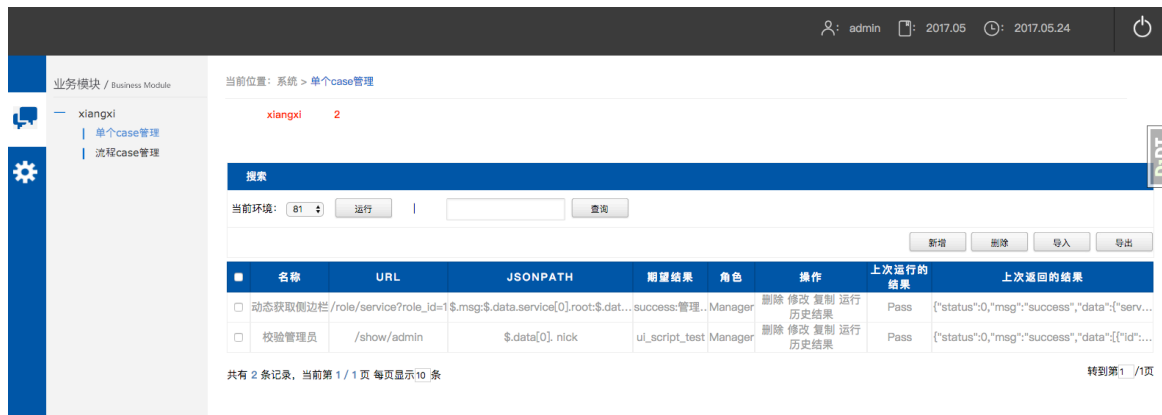 admin 2017.05 2017.05.24
业务模块 / Business Module
xiangxi
单个case管理
流程case管理
当前位置：系统 > 单个case管理
xiangxi 2
搜索
当前环境： 81 运行 | 查询
新增 删除 导入 导出
名称 URL JSONPATH 期望结果 角色 操作 上次运行的结果 上次返回的结果
动态获取侧边栏 /role/service?role_id=1 $.msg:$.data.service[0].root:$.dat... success:管理.. Manager 删除 修改 复制 运行 历史结果 Pass {"status":0,"msg":"success","data":{"serv...
校验管理员 /show/admin $.data[0]. nick ui_script_test Manager 删除 修改 复制 运行 历史结果 Pass {"status":0,"msg":"success","data":[{"id":...
共有 2 条记录，当前第 1 / 1 页 每页显示 10 条 转到第 1 /1页